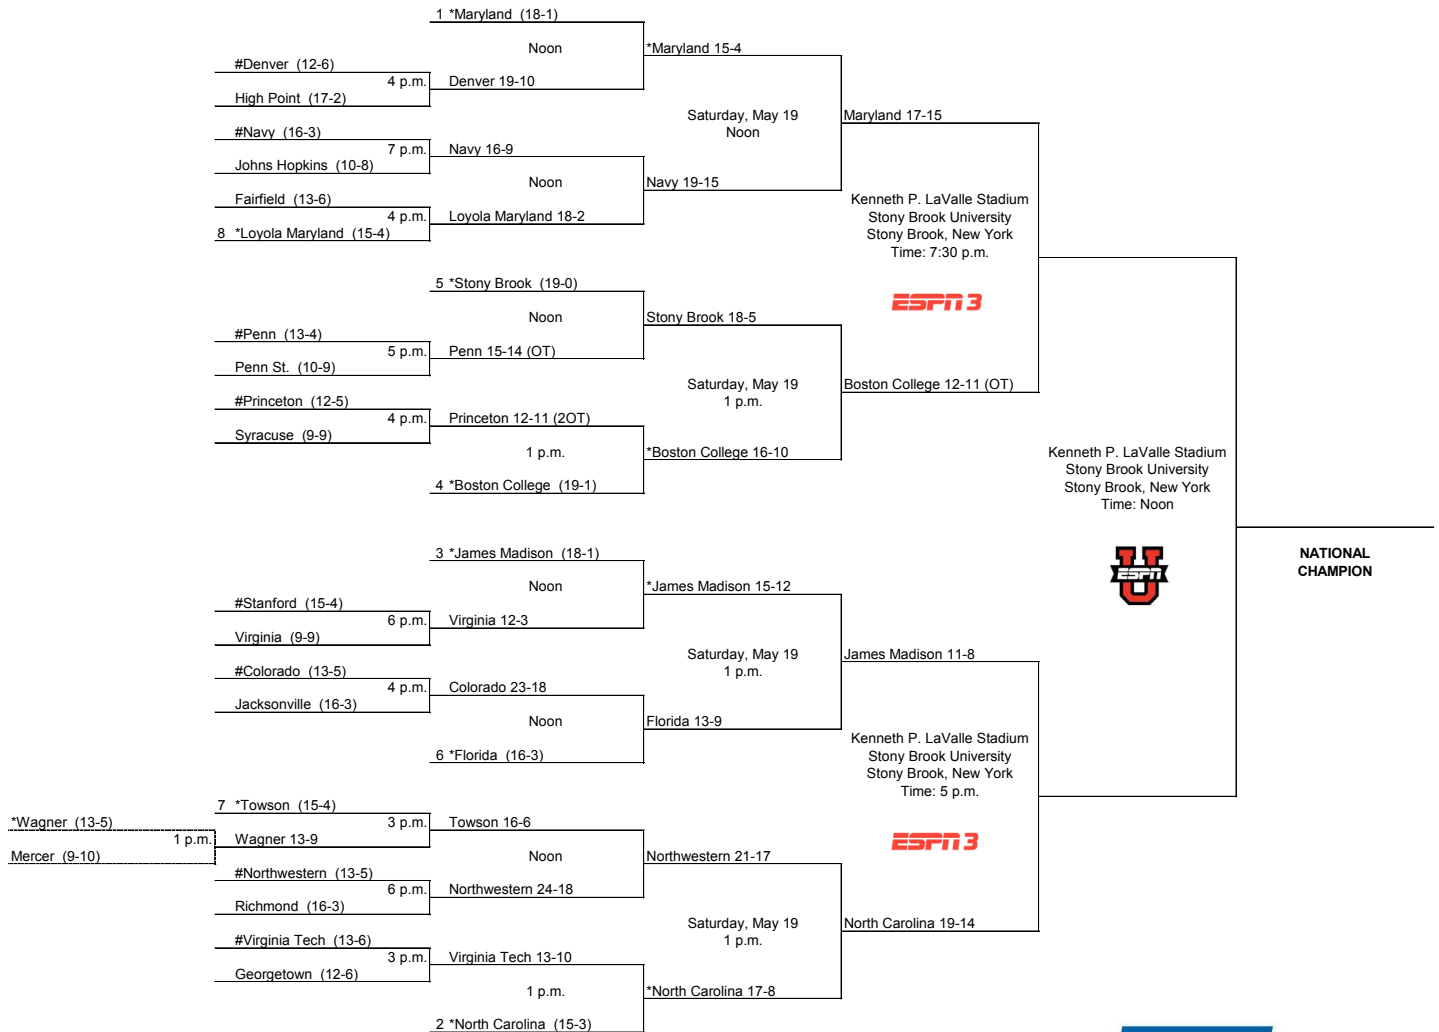 1 *Maryland (18-1)
Noon
*Maryland 15-4
#Denver (12-6)
4 p.m.
Denver 19-10
High Point (17-2)
Saturday, May 19
Noon
Maryland 17-15
#Navy (16-3)
7 p.m.
Navy 16-9
Johns Hopkins (10-8)
Noon
Navy 19-15
Fairfield (13-6)
4 p.m.
Loyola Maryland 18-2
8 *Loyola Maryland (15-4)
Kenneth P. LaValle Stadium
Stony Brook University
Stony Brook, New York
Time: 7:30 p.m.
ESPN 3
5 *Stony Brook (19-0)
Noon
Stony Brook 18-5
#Penn (13-4)
5 p.m.
Penn 15-14 (OT)
Penn St. (10-9)
Saturday, May 19
1 p.m.
Boston College 12-11 (OT)
#Princeton (12-5)
4 p.m.
Princeton 12-11 (2OT)
Syracuse (9-9)
1 p.m.
*Boston College 16-10
4 *Boston College (19-1)
Kenneth P. LaValle Stadium
Stony Brook University
Stony Brook, New York
Time: Noon
ESPN U
NATIONAL
CHAMPION
3 *James Madison (18-1)
Noon
*James Madison 15-12
#Stanford (15-4)
6 p.m.
Virginia 12-3
Virginia (9-9)
Saturday, May 19
1 p.m.
James Madison 11-8
#Colorado (13-5)
4 p.m.
Colorado 23-18
Jacksonville (16-3)
Noon
Florida 13-9
6 *Florida (16-3)
Kenneth P. LaValle Stadium
Stony Brook University
Stony Brook, New York
Time: 5 p.m.
ESPN 3
7 *Towson (15-4)
*Wagner (13-5)
1 p.m.
Mercer (9-10)
3 p.m.
Towson 16-6
Wagner 13-9
Noon
Northwestern 21-17
#Northwestern (13-5)
6 p.m.
Northwestern 24-18
Richmond (16-3)
Saturday, May 19
1 p.m.
North Carolina 19-14
#Virginia Tech (13-6)
3 p.m.
Virginia Tech 13-10
Georgetown (12-6)
1 p.m.
*North Carolina 17-8
2 *North Carolina (15-3)